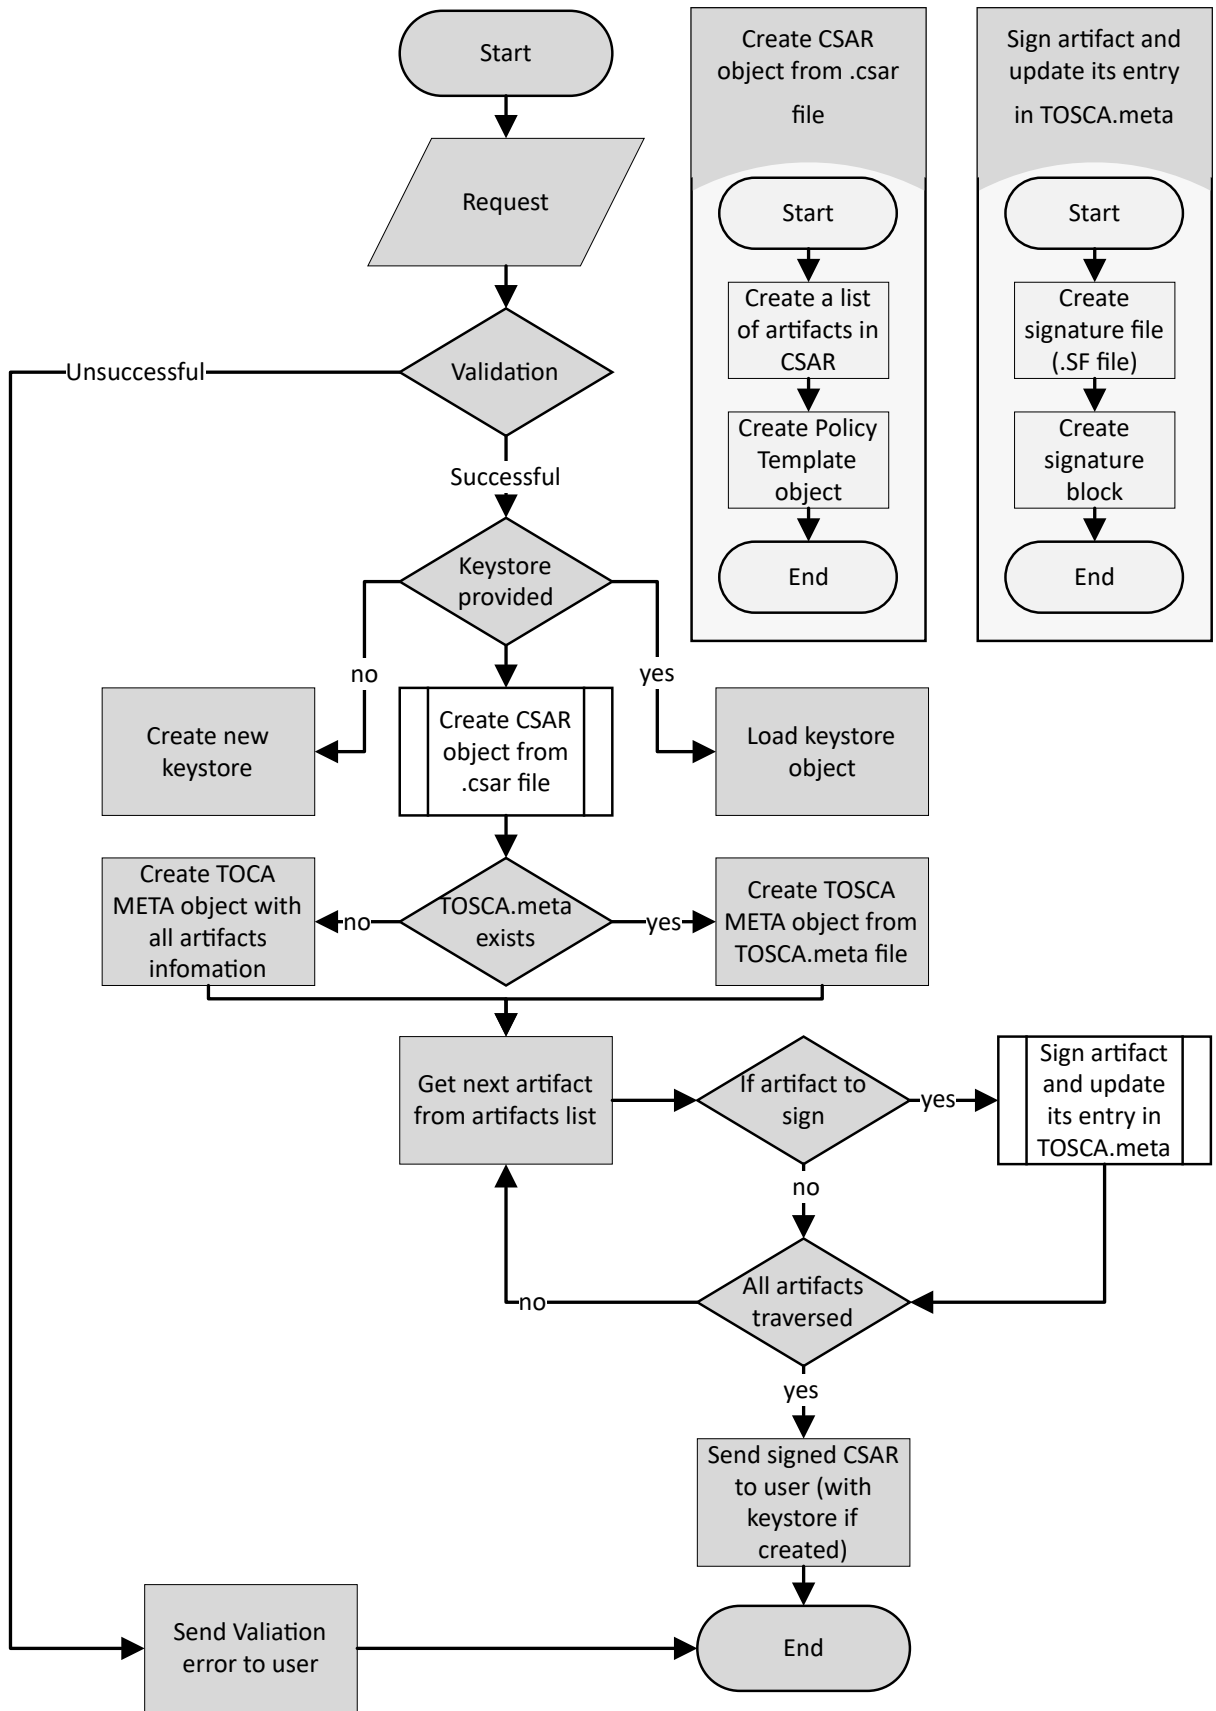 Start
Request
Validation
Unsuccessful
Successful
Keystore
provided
no
yes
Create new
keystore
Create CSAR
object from
.csar file
Load keystore
object
Create TOCA
META object with
all artifacts
infomation
no
TOSCA.meta
exists
yes
Create TOSCA
META object from
TOSCA.meta file
Get next artifact
from artifacts list
If artifact to
sign
yes
Sign artifact
and update
its entry in
TOSCA.meta
no
All artifacts
traversed
no
yes
Send signed CSAR
to user (with
keystore if
created)
Send Valiation
error to user
End
Create CSAR
object from .csar
file
Start
Create a list
of artifacts in
CSAR
Create Policy
Template
object
End
Sign artifact and
update its entry
in TOSCA.meta
Start
Create
signature file
(.SF file)
Create
signature
block
End